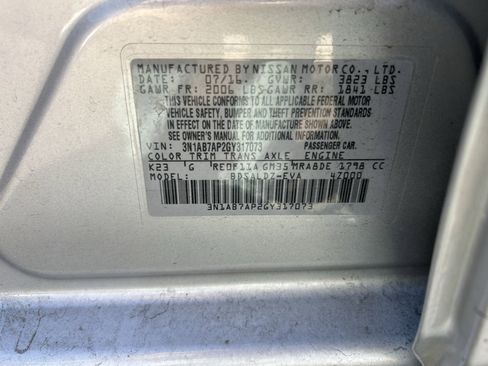 MANUFACTURED BY NISSAN MOTOR CO., LTD.
DATE: 07/16 GVWR: 3823 LBS
GAWR FR: 2006 LBS GAWR RR: 1841 LBS
THIS VEHICLE CONFORMS TO ALL APPLICABLE FEDERAL MOTOR
VEHICLE SAFETY, BUMPER AND THEFT PREVENTION STANDARDS
IN EFFECT ON THE DATE OF MANUFACTURE SHOWN ABOVE.
SEE OWNER'S MANUAL FOR ADDITIONAL INFORMATION
VIN: 3N1AB7AP2GY317073 PASSENGER CAR.
COLOR TRIM TRANS AXLE ENGINE
K23 G RE0F11A GM35 MRA8DE 1798 CC
MODEL: BDSALDZ-EVA 4Z000
3N1AB7AP2GY317073